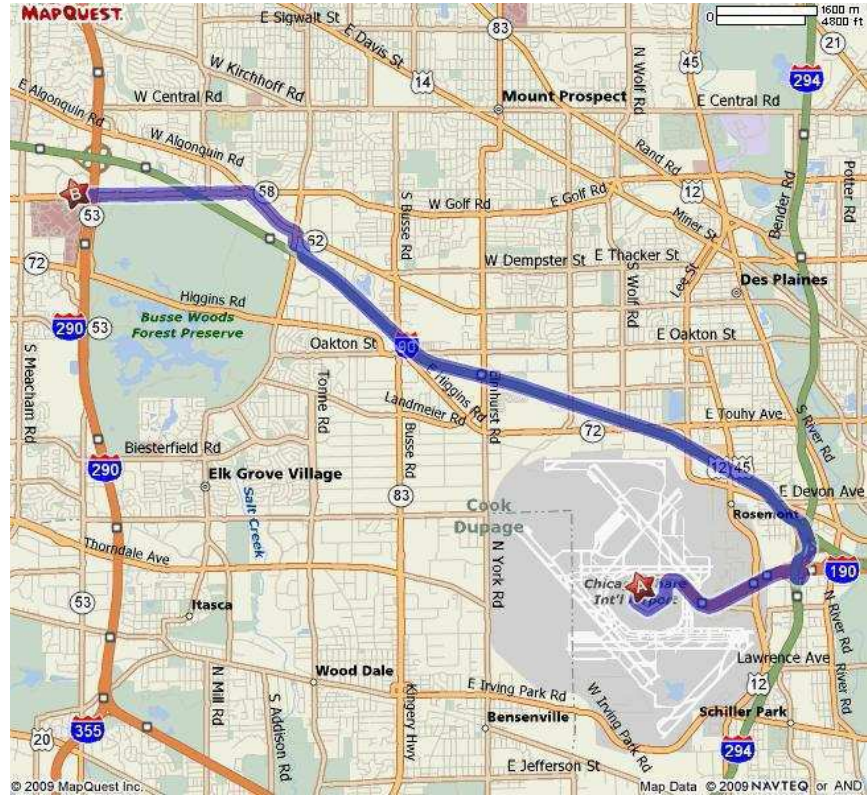 MAPQUEST.
E Sigwalt St
83
0 1600 m
4800 ft
E Davis St
N Wolf Rd
45
21
W Kirchhoff Rd
14
294
E Algonquin Rd
W Central Rd
Mount Prospect
E Central Rd
W Algonquin Rd
Rand Rd
Potter Rd
B
58
S Busse Rd
W Golf Rd
E Golf Rd
12
Bender Rd
53
Miner St
62
E Thacker St
72
W Dempster St
S Wolf Rd
Lee St
Des Plaines
Higgins Rd
Busse Woods
Forest Preserve
290
53
90
Oakton St
E Oakton St
S Meacham Rd
Tonne Rd
E Higgins Rd
Elmhurst Rd
Landmeier Rd
E Touhy Ave
S River Rd
72
Biesterfield Rd
Busse Rd
290
12
45
Elk Grove Village
E Devon Ave
83
Salt Creek
Cook
Dupage
Rosemont
Thorndale Ave
N York Rd
190
A
Int'l
53
Itasca
N River Rd
River Rd
Lawrence Ave
Wood Dale
N Mill Rd
S Addison Rd
Kingery Hwy
E Irving Park Rd
W Irving Park Rd
12
Schiller Park
355
Bensenville
20
294
E Jefferson St
© 2009 MapQuest Inc.
Map Data © 2009 NAVTEQ or AND